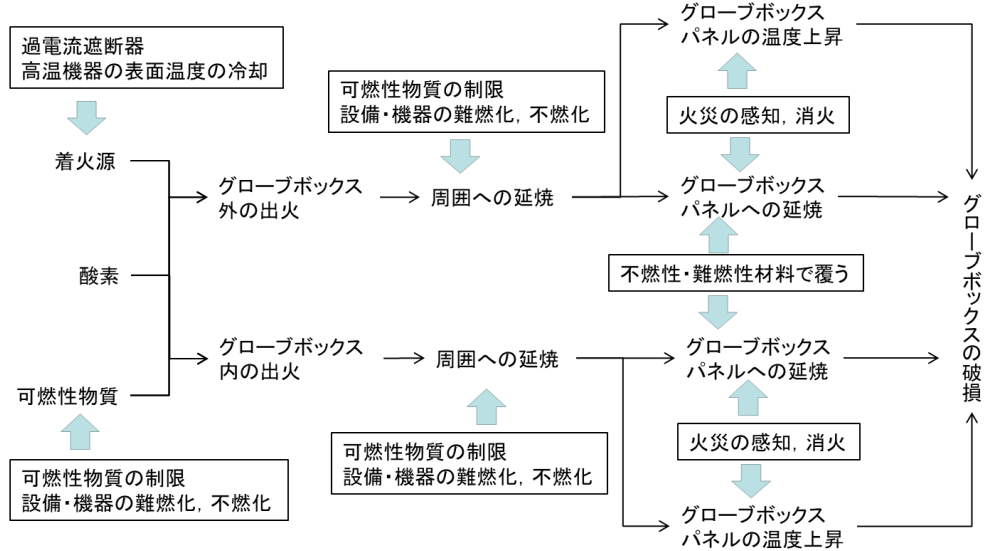 過電流遮断器
高温機器の表面温度の冷却
着火源
酸素
可燃性物質
可燃性物質の制限
設備・機器の難燃化，不燃化
グローブボックス
外の出火
グローブボックス
内の出火
可燃性物質の制限
設備・機器の難燃化，不燃化
周囲への延焼
周囲への延焼
可燃性物質の制限
設備・機器の難燃化，不燃化
グローブボックス
パネルの温度上昇
火災の感知，消火
グローブボックス
パネルへの延焼
不燃性・難燃性材料で覆う
グローブボックス
パネルへの延焼
火災の感知，消火
グローブボックス
パネルの温度上昇
グローブボックスの破損